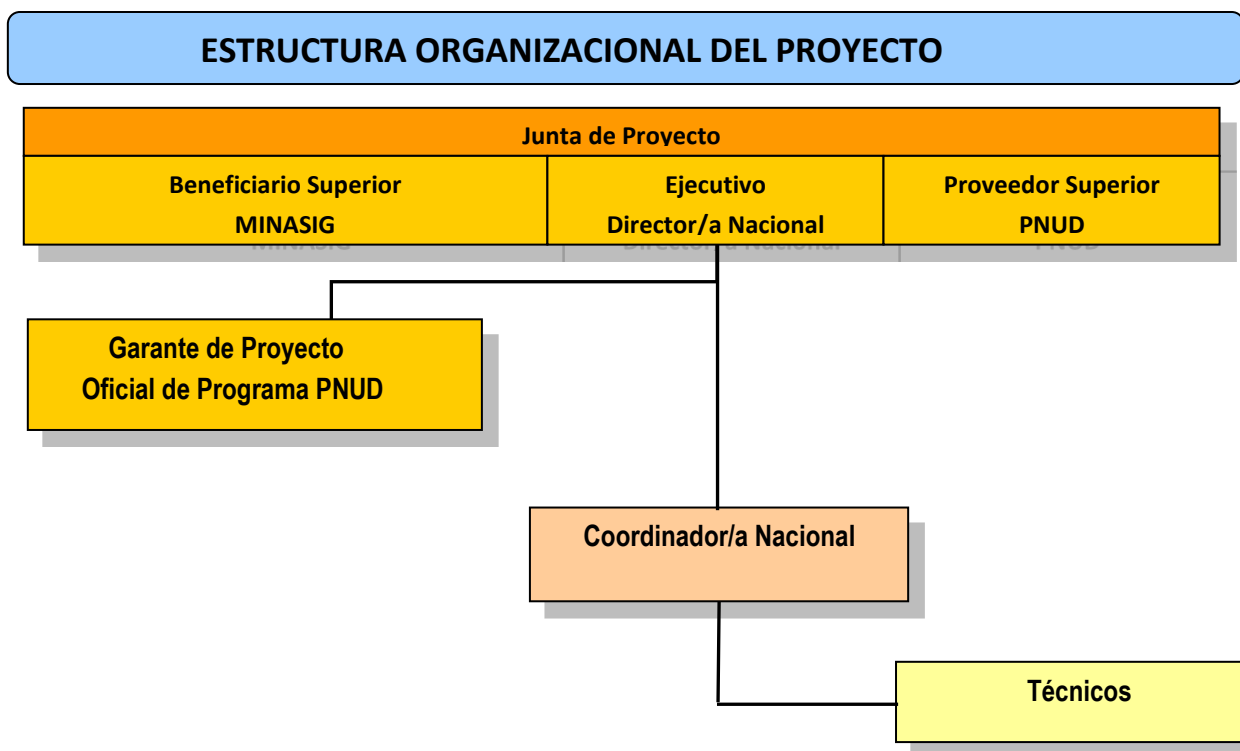 ESTRUCTURA ORGANIZACIONAL DEL PROYECTO
Junta de Proyecto
Beneficiario Superior
MINASIG
Ejecutivo
Director/a Nacional
Proveedor Superior
PNUD
Garante de Proyecto
Oficial de Programa PNUD
Coordinador/a Nacional
Técnicos